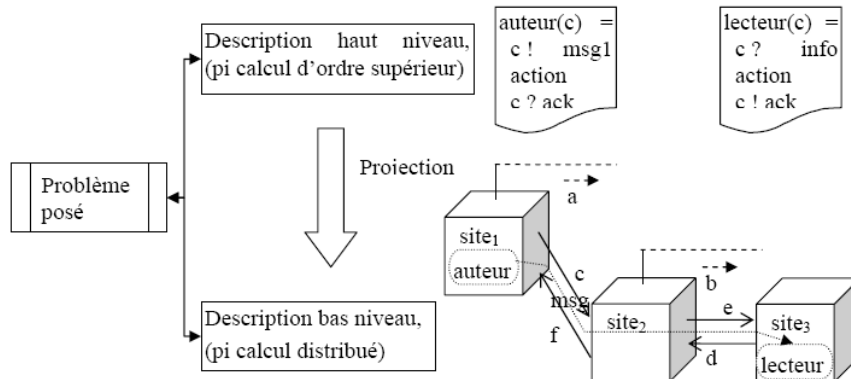 Description haut niveau,
(pi calcul d'ordre supérieur)
auteur(c) =
c ! msg1
action
c ? ack
lecteur(c) =
c ? info
action
c ! ack
Problème
posé
Projection
a
site1
auteur
c
msg
f
b
site2
e
d
site3
lecteur
Description bas niveau,
(pi calcul distribué)